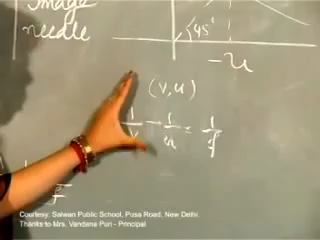 image
needle
45°
-u
(v, u)
1/v - 1/u = 1/f
1
f
Courtesy: Salwan Public School, Pusa Road, New Delhi.
Thanks to Mrs. Vandana Puri - Principal